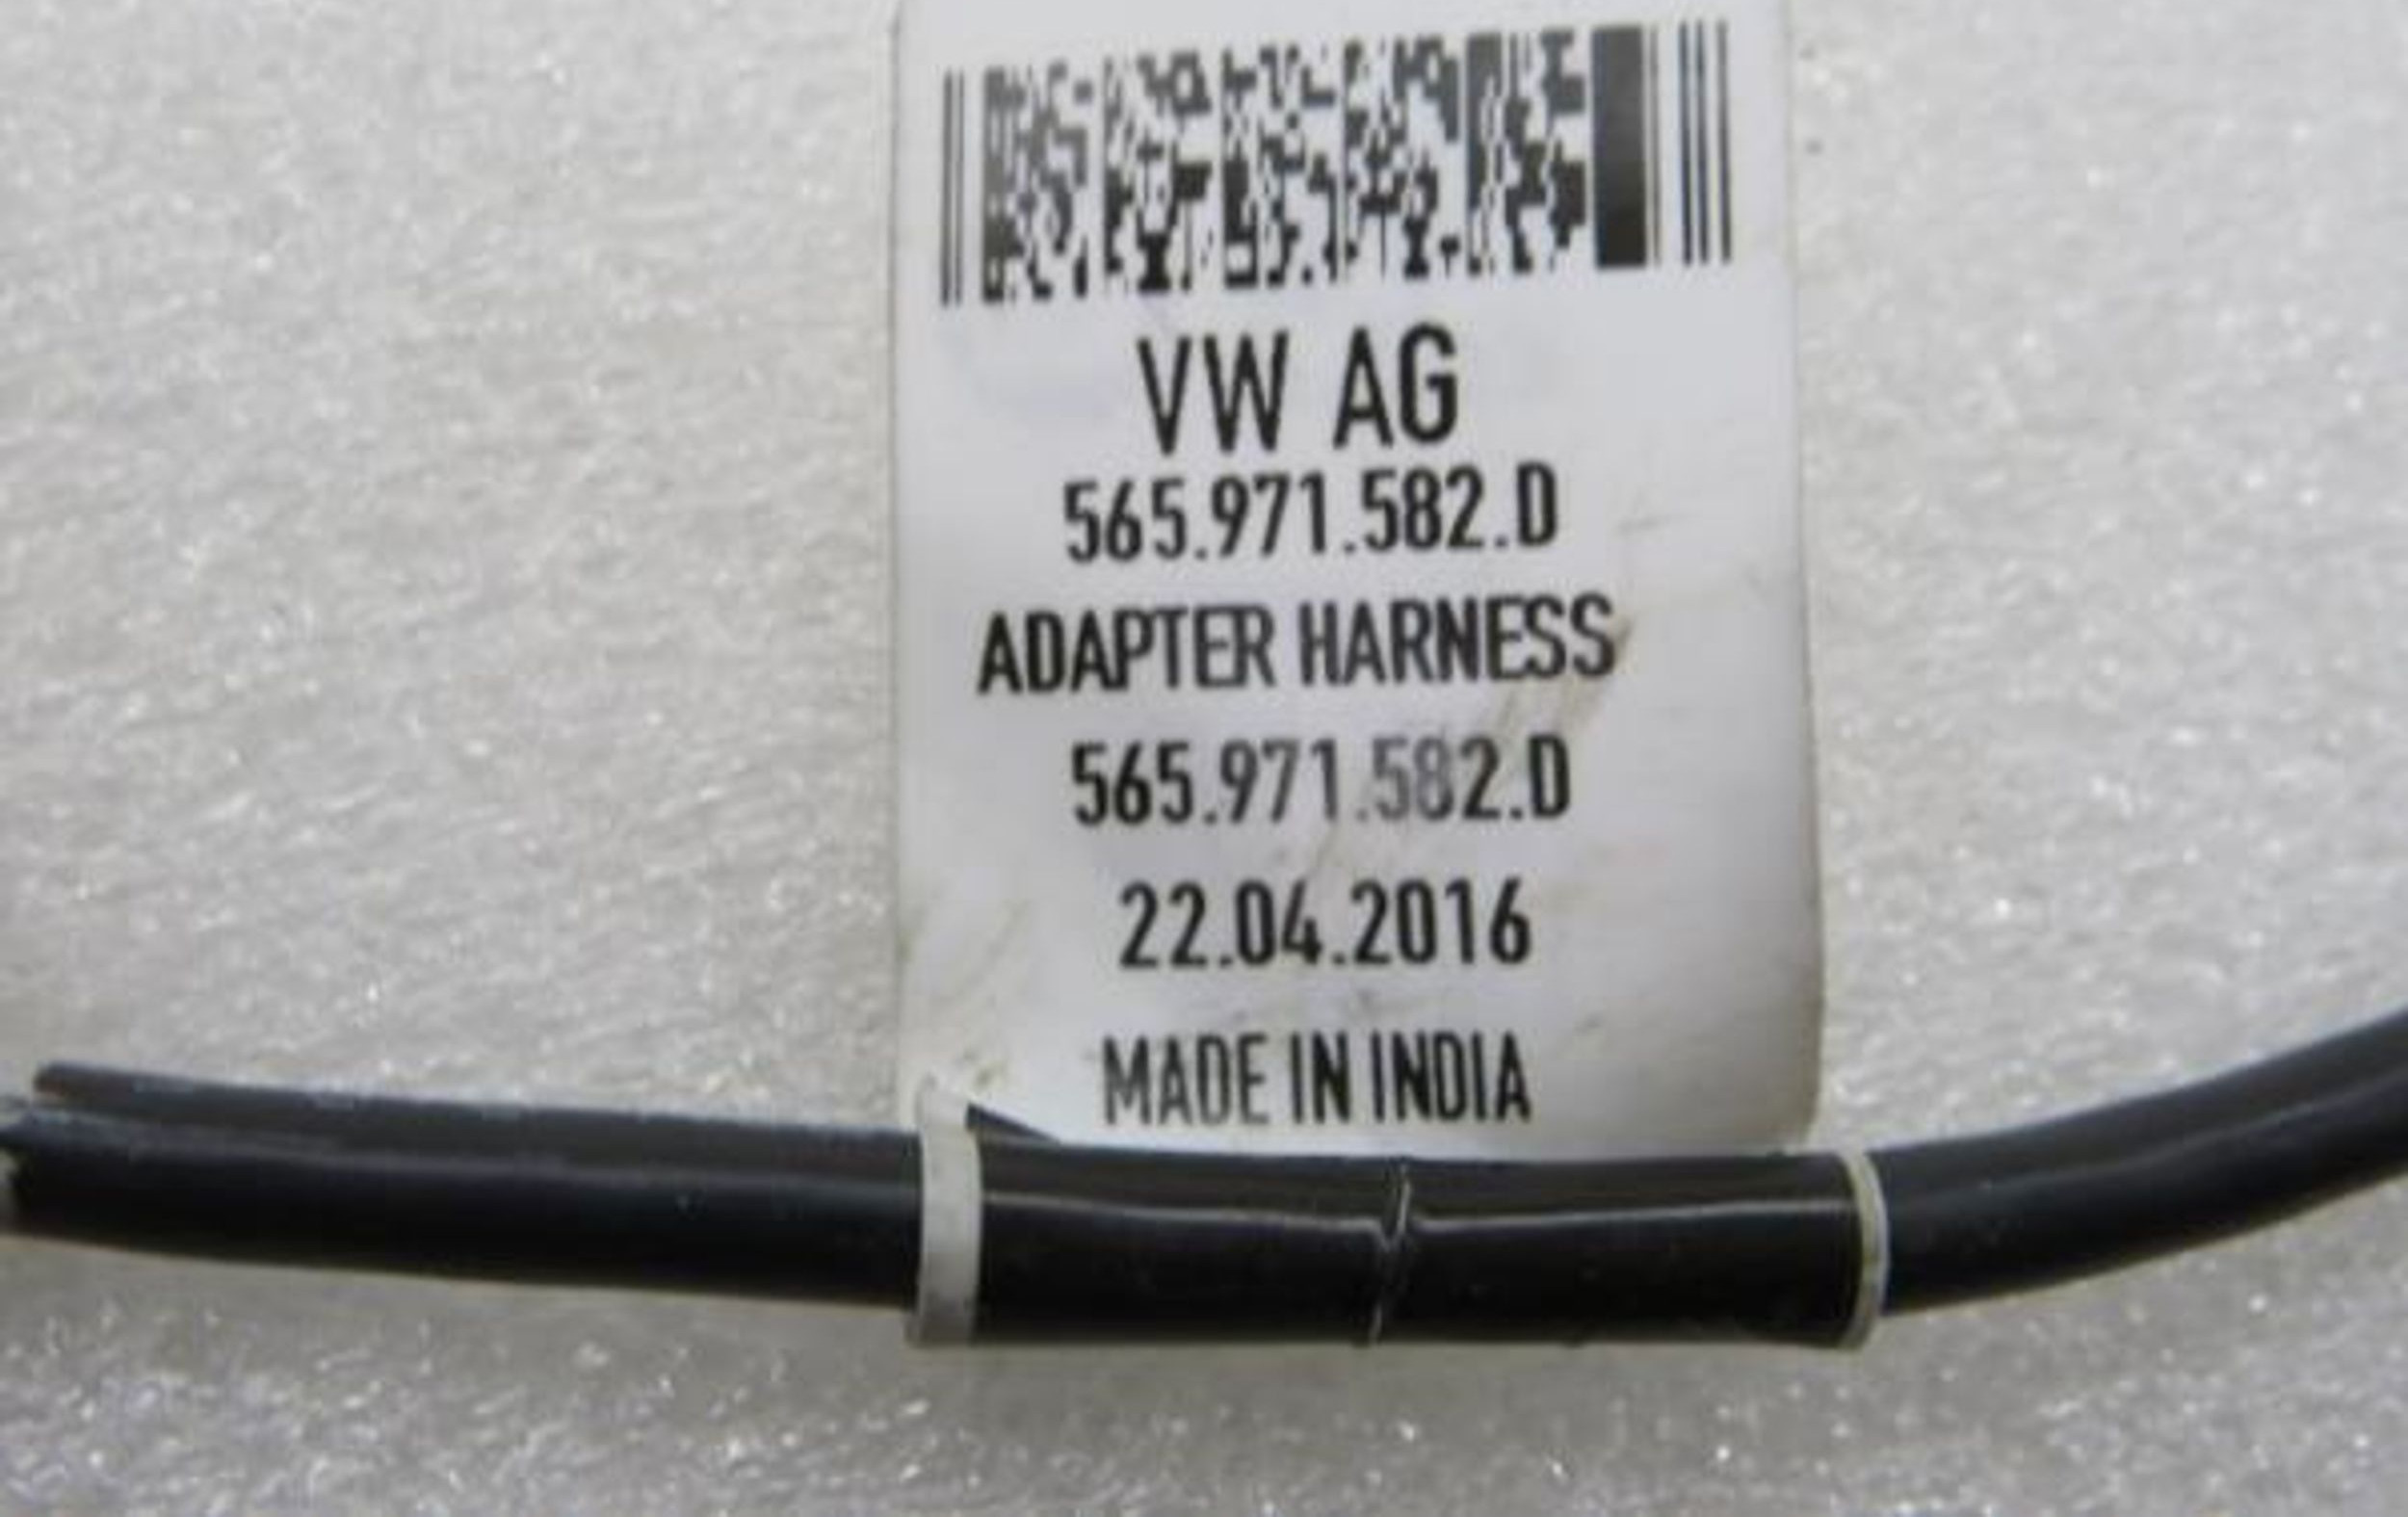 VW AG
565.971.582.D
ADAPTER HARNESS
565.971.582.D
22.04.2016
MADE IN INDIA